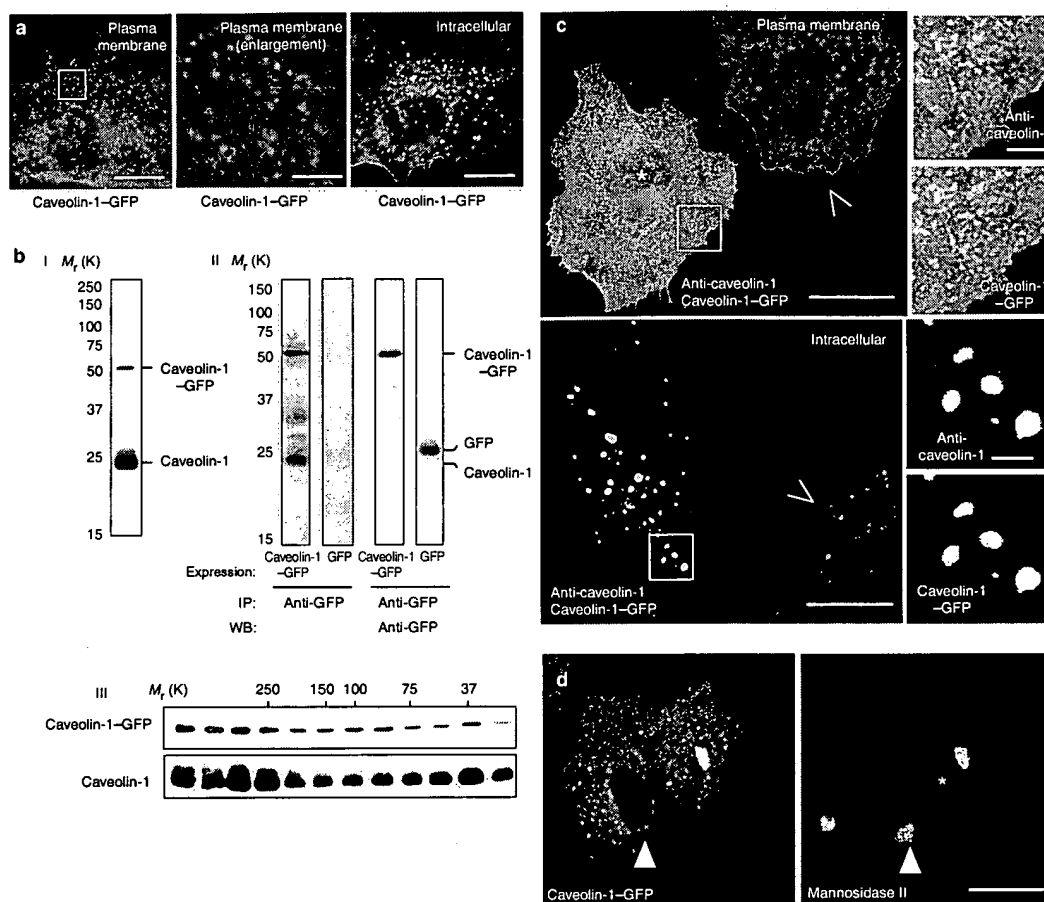 a
Plasma
membrane
Plasma membrane
(enlargement)
Intracellular
Caveolin-1–GFP
Caveolin-1–GFP
Caveolin-1–GFP
b
I
Mr (K)
250
150
100
75
50
37
25
15
Caveolin-1
–GFP
Caveolin-1
II
Mr (K)
150
100
75
50
37
25
15
Caveolin-1
–GFP
GFP
Caveolin-1
Expression:
Caveolin-1
–GFP
GFP
Caveolin-1
–GFP
GFP
IP:
Anti-GFP
Anti-GFP
WB:
Anti-GFP
III
Mr (K)
250
150
100
75
37
Caveolin-1–GFP
Caveolin-1
c
Plasma membrane
*
Anti-caveolin-1
Caveolin-1–GFP
Anti-
caveolin-
Caveolin-1
–GFP
Intracellular
Anti-caveolin-1
Caveolin-1–GFP
Anti-
caveolin-1
Caveolin-1
–GFP
d
Caveolin-1–GFP
*
Mannosidase II